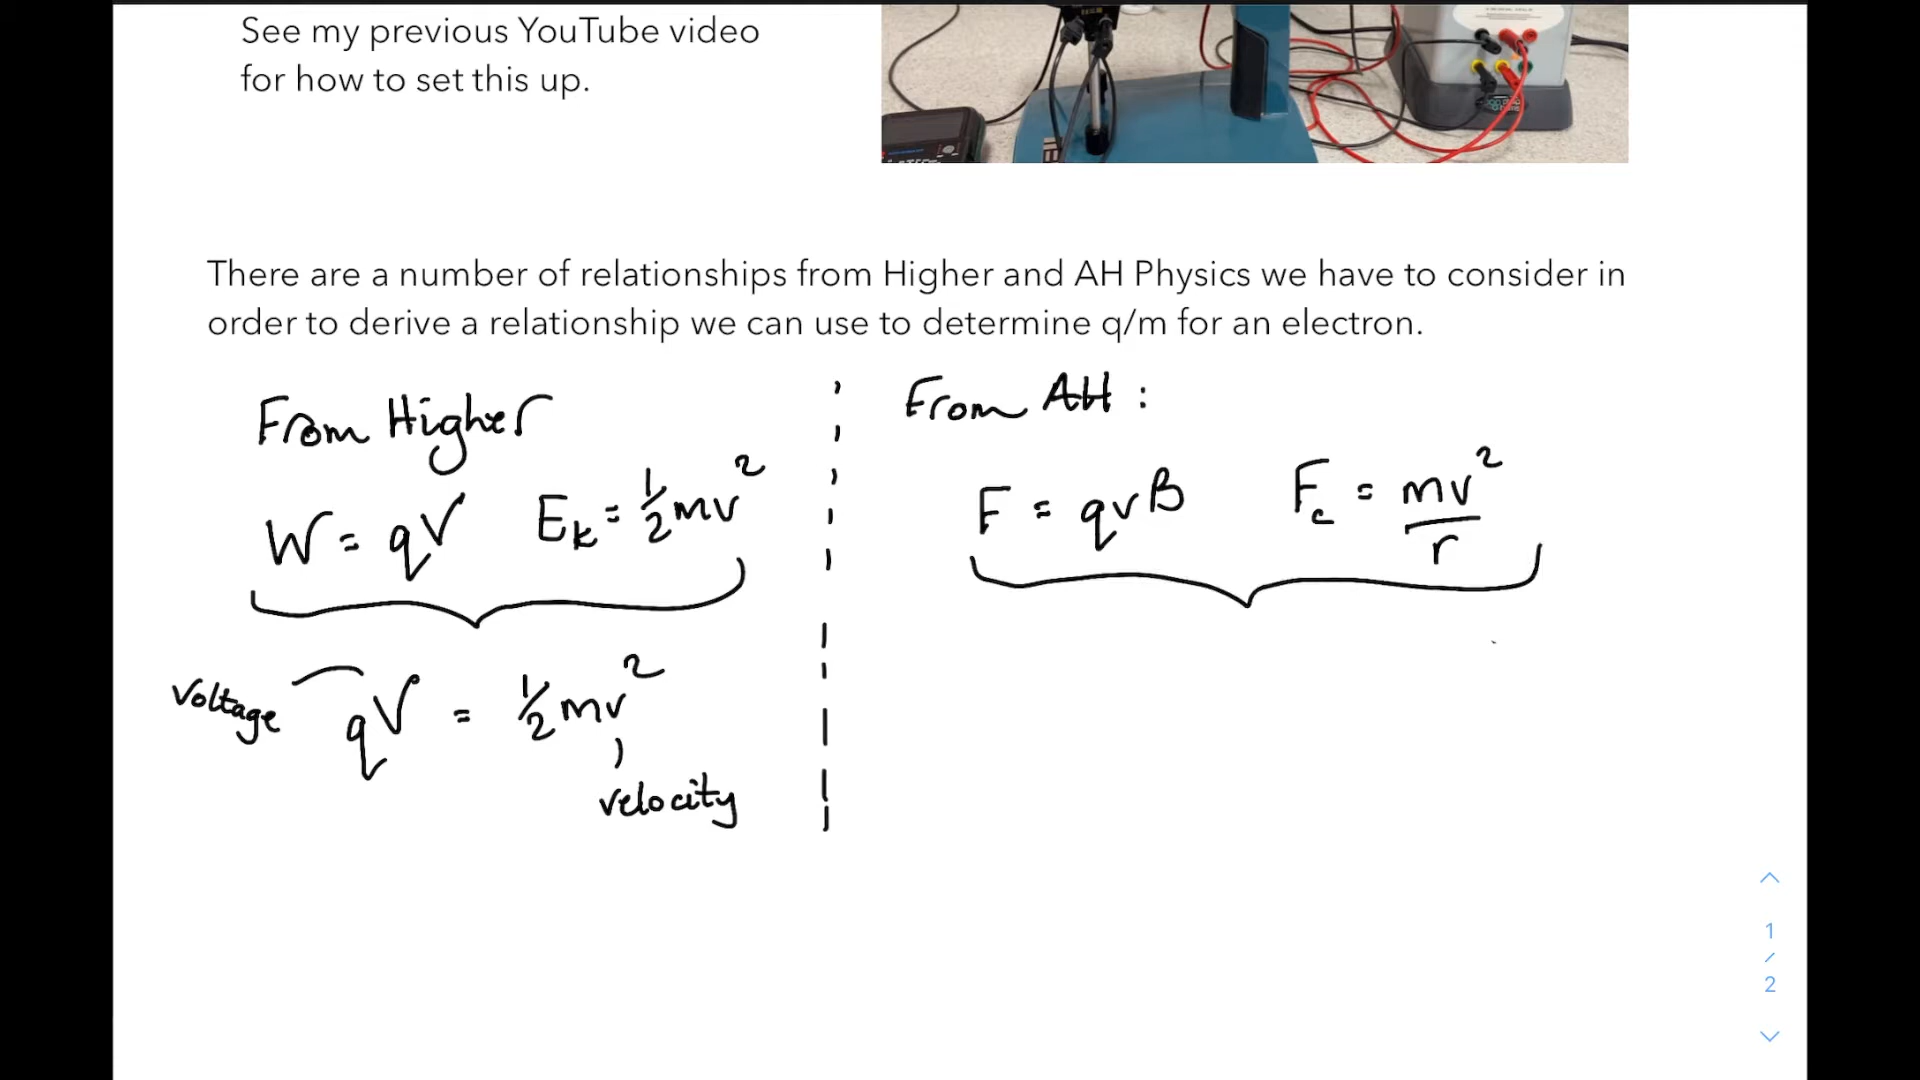 See my previous YouTube video
for how to set this up.
There are a number of relationships from Higher and AH Physics we have to consider in
order to derive a relationship we can use to determine q/m for an electron.
From Higher
W = qV   E_k = ½mv²
Voltage   qV = ½mv²
velocity
From AH:
F = qvB   F_c = mv²/r
1
/
2